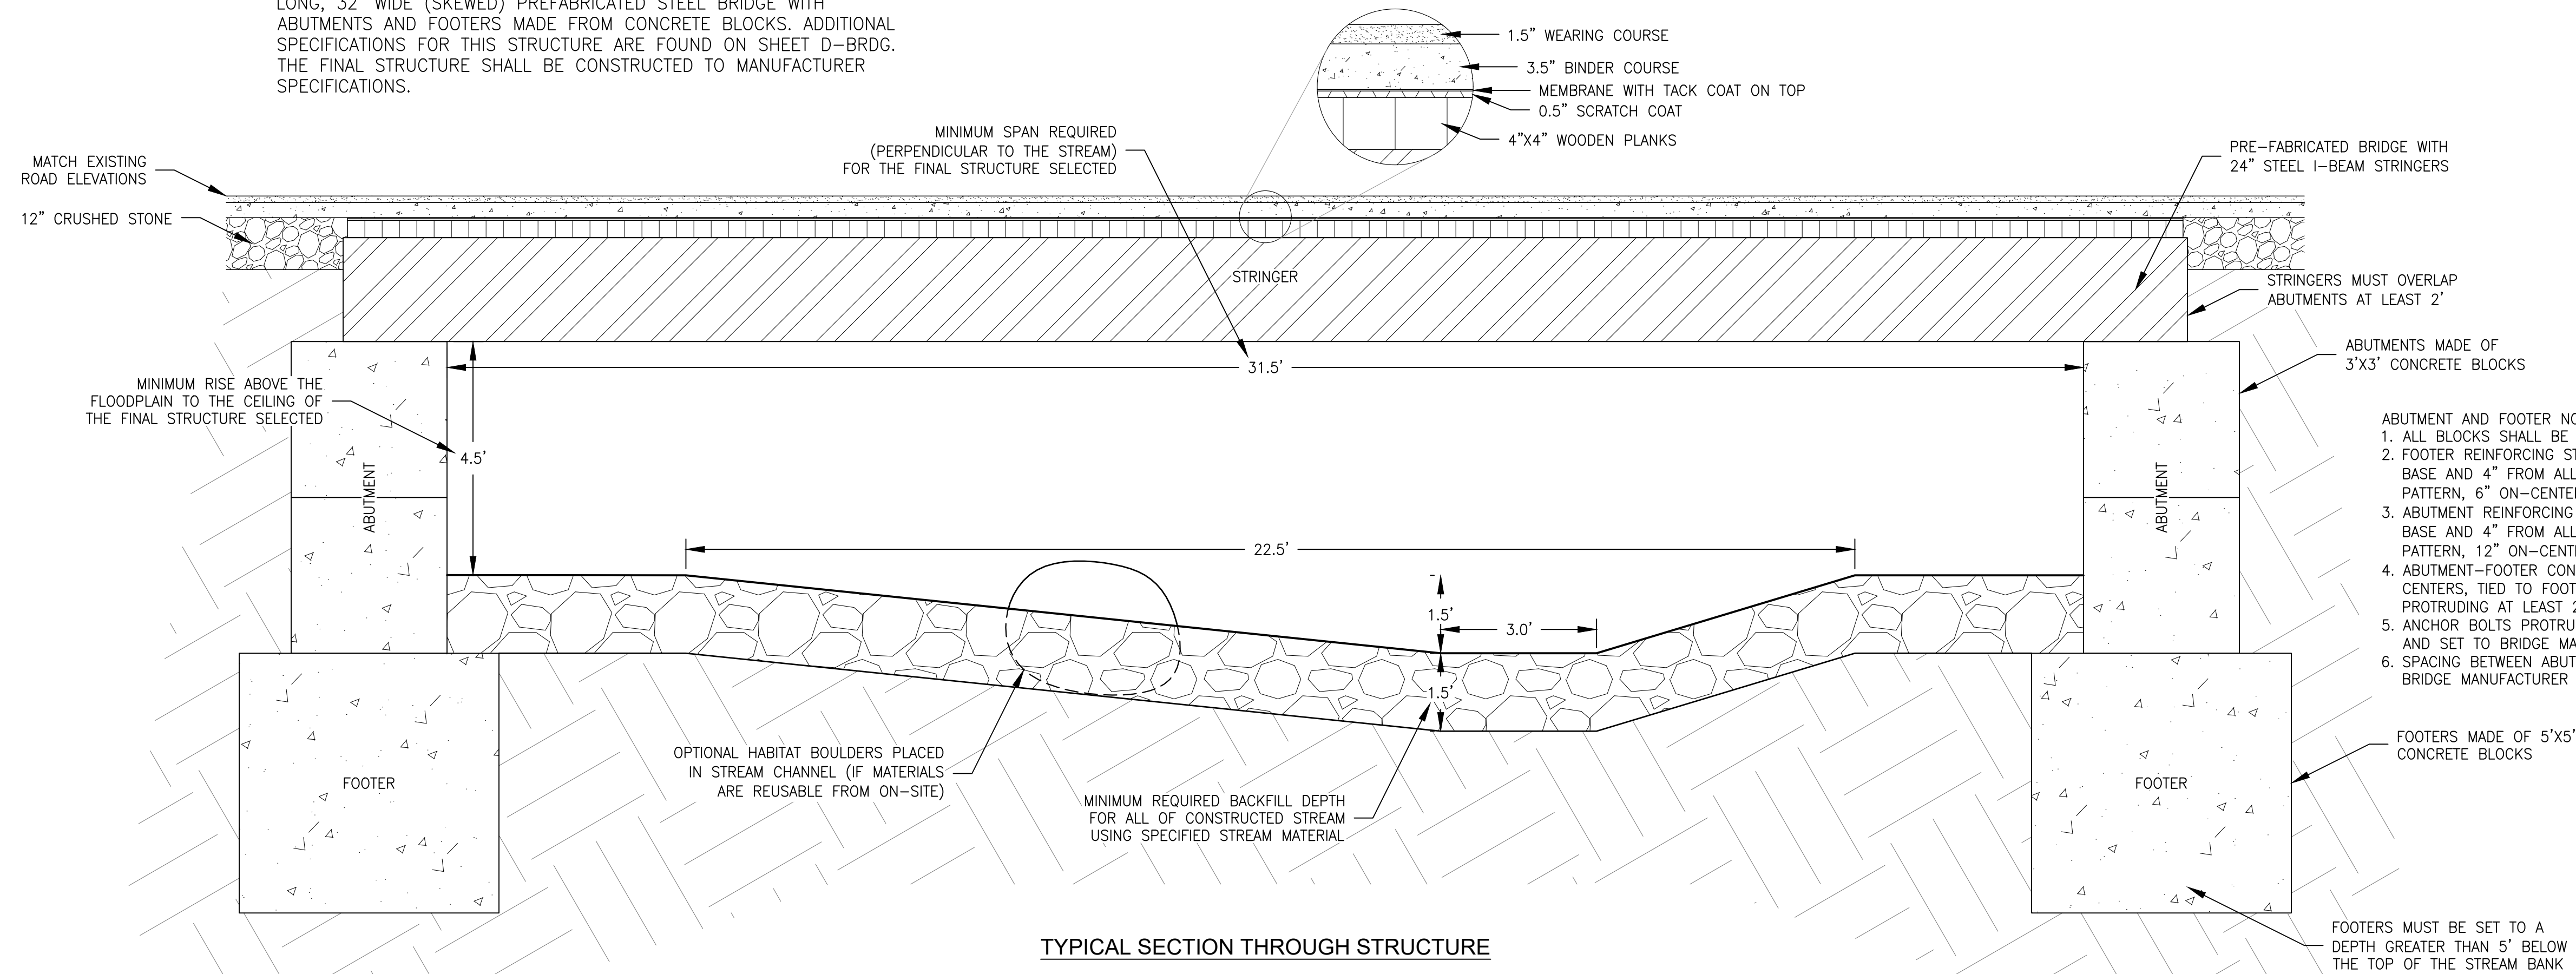 LONG, 32' WIDE (SKEWED) PREFABRICATED STEEL BRIDGE WITH
ABUTMENTS AND FOOTERS MADE FROM CONCRETE BLOCKS. ADDITIONAL
SPECIFICATIONS FOR THIS STRUCTURE ARE FOUND ON SHEET D-BRDG.
THE FINAL STRUCTURE SHALL BE CONSTRUCTED TO MANUFACTURER
SPECIFICATIONS.
1.5" WEARING COURSE
3.5" BINDER COURSE
MEMBRANE WITH TACK COAT ON TOP
0.5" SCRATCH COAT
4"X4" WOODEN PLANKS
MINIMUM SPAN REQUIRED
(PERPENDICULAR TO THE STREAM)
FOR THE FINAL STRUCTURE SELECTED
MATCH EXISTING
ROAD ELEVATIONS
12" CRUSHED STONE
PRE-FABRICATED BRIDGE WITH
24" STEEL I-BEAM STRINGERS
STRINGER
STRINGERS MUST OVERLAP
ABUTMENTS AT LEAST 2'
ABUTMENTS MADE OF
3'X3' CONCRETE BLOCKS
31.5'
MINIMUM RISE ABOVE THE
FLOODPLAIN TO THE CEILING OF
THE FINAL STRUCTURE SELECTED
4.5'
ABUTMENT
ABUTMENT
22.5'
1.5'
3.0'
1.5'
ABUTMENT AND FOOTER NO
1. ALL BLOCKS SHALL BE
2. FOOTER REINFORCING ST
BASE AND 4" FROM ALL
PATTERN, 6" ON-CENTE
3. ABUTMENT REINFORCING
BASE AND 4" FROM ALL
PATTERN, 12" ON-CENT
4. ABUTMENT-FOOTER CON
CENTERS, TIED TO FOOT
PROTRUDING AT LEAST 2
5. ANCHOR BOLTS PROTRU
AND SET TO BRIDGE MA
6. SPACING BETWEEN ABUT
BRIDGE MANUFACTURER
FOOTERS MADE OF 5'X5'
CONCRETE BLOCKS
FOOTER
FOOTER
OPTIONAL HABITAT BOULDERS PLACED
IN STREAM CHANNEL (IF MATERIALS
ARE REUSABLE FROM ON-SITE)
MINIMUM REQUIRED BACKFILL DEPTH
FOR ALL OF CONSTRUCTED STREAM
USING SPECIFIED STREAM MATERIAL
FOOTERS MUST BE SET TO A
DEPTH GREATER THAN 5' BELOW
THE TOP OF THE STREAM BANK
TYPICAL SECTION THROUGH STRUCTURE